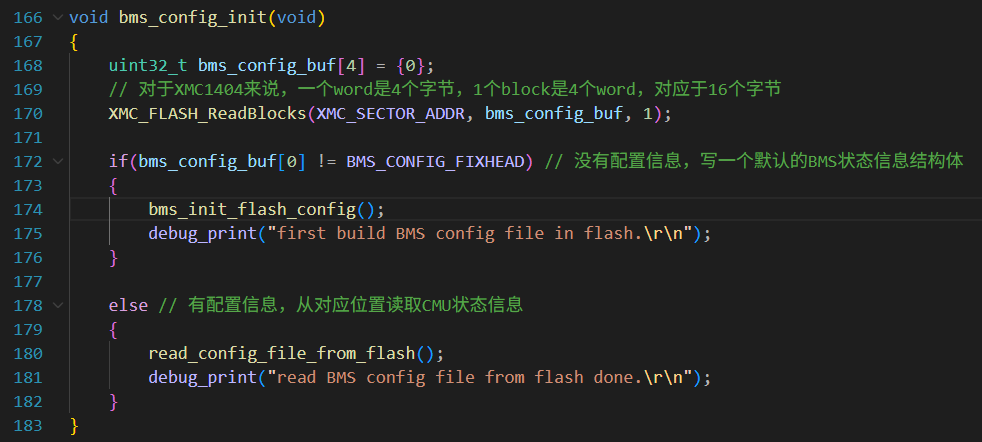 166 void bms_config_init(void)
167 {
168     uint32_t bms_config_buf[4] = {0};
169     // 对于XMC1404来说，一个word是4个字节，1个block是4个word，对应于16个字节
170     XMC_FLASH_ReadBlocks(XMC_SECTOR_ADDR, bms_config_buf, 1);
171
172     if(bms_config_buf[0] != BMS_CONFIG_FIXHEAD) // 没有配置信息，写一个默认的BMS状态信息结构体
173     {
174         bms_init_flash_config();
175         debug_print("first build BMS config file in flash.\r\n");
176     }
177
178     else // 有配置信息，从对应位置读取CMU状态信息
179     {
180         read_config_file_from_flash();
181         debug_print("read BMS config file from flash done.\r\n");
182     }
183 }